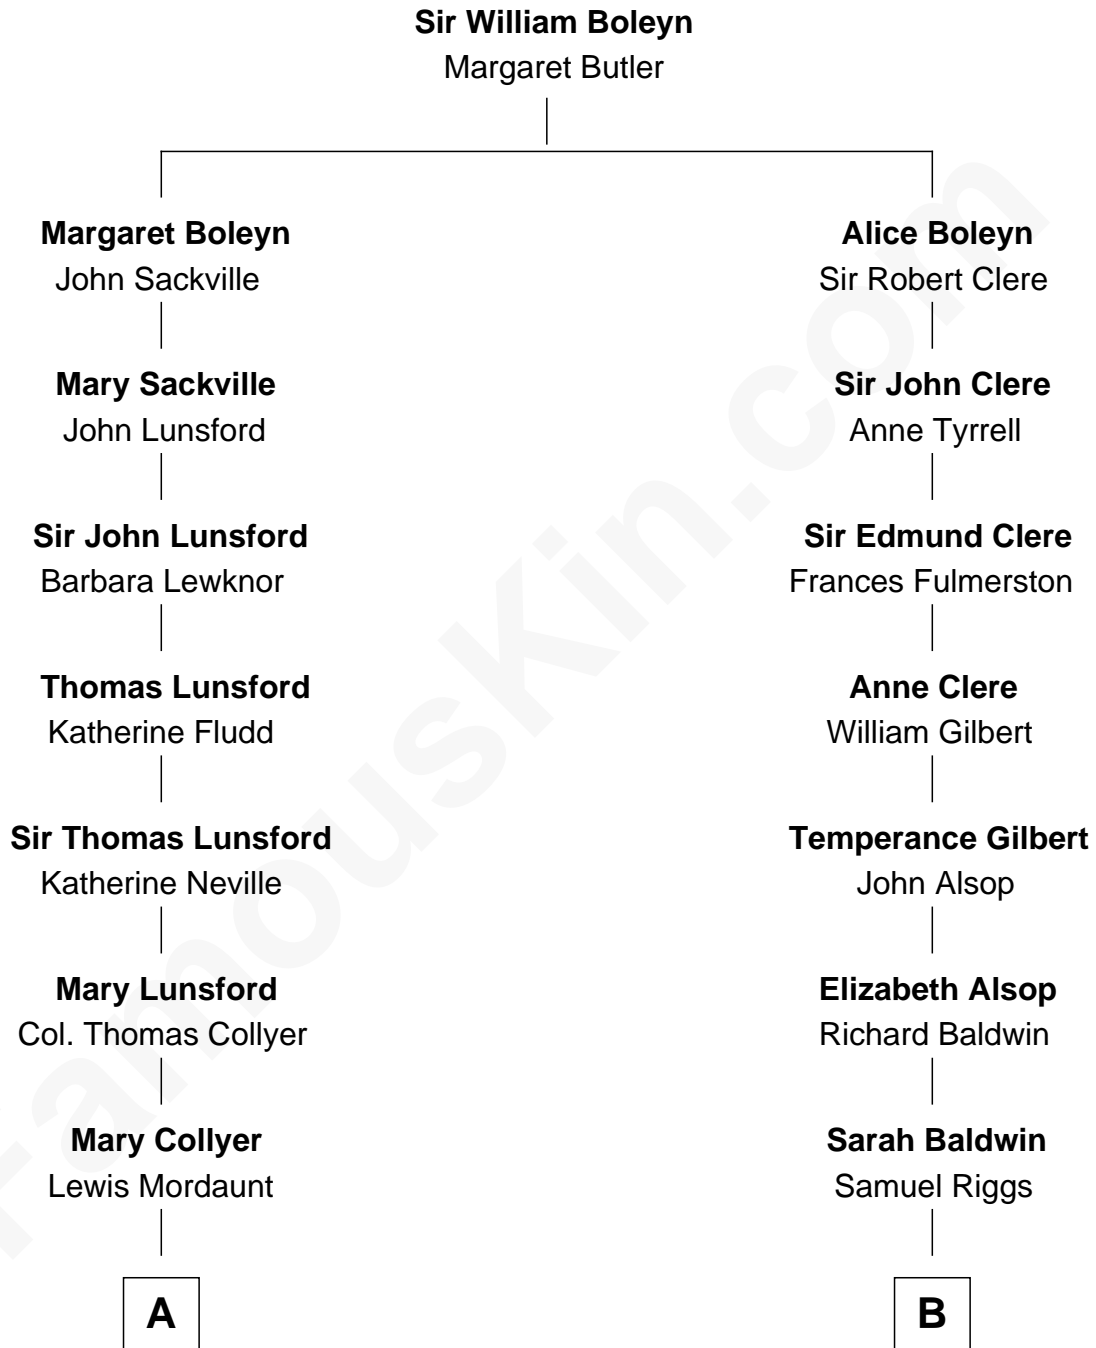 Sir William Boleyn
Margaret Butler
Margaret Boleyn
John Sackville
Alice Boleyn
Sir Robert Clere
Mary Sackville
John Lunsford
Sir John Clere
Anne Tyrrell
Sir John Lunsford
Barbara Lewknor
Sir Edmund Clere
Frances Fulmerston
Thomas Lunsford
Katherine Fludd
Anne Clere
William Gilbert
Sir Thomas Lunsford
Katherine Neville
Temperance Gilbert
John Alsop
Mary Lunsford
Col. Thomas Collyer
Elizabeth Alsop
Richard Baldwin
Mary Collyer
Lewis Mordaunt
Sarah Baldwin
Samuel Riggs
A
B
FamousKin.com